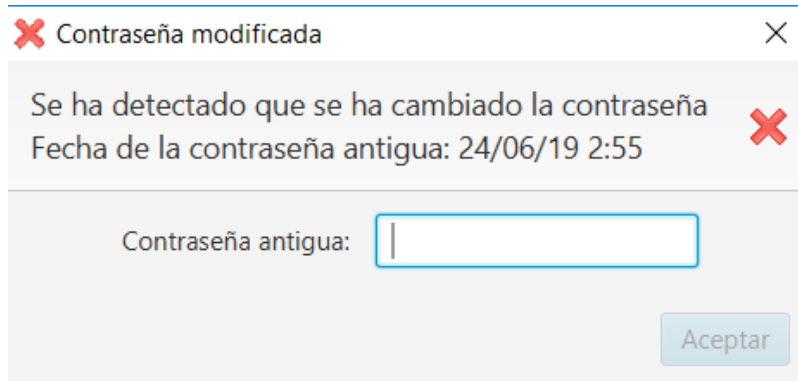 Contraseña modificada
Se ha detectado que se ha cambiado la contraseña
Fecha de la contraseña antigua: 24/06/19 2:55
Contraseña antigua:
Aceptar